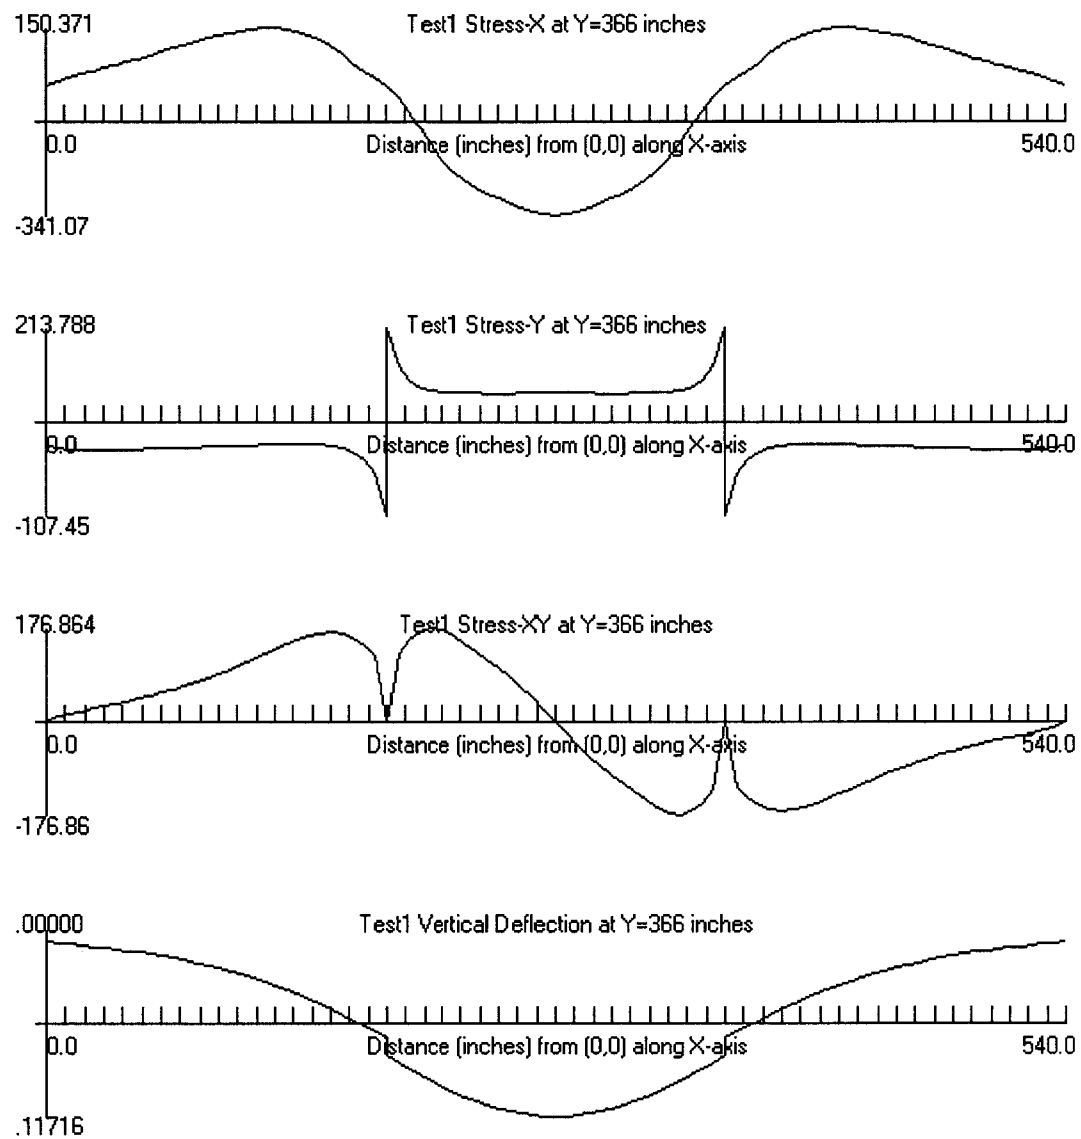 150.371
Test1 Stress-X at Y=366 inches
0.0
Distance (inches) from (0,0) along X-axis
540.0
-341.07
213.788
Test1 Stress-Y at Y=366 inches
0.0
Distance (inches) from (0,0) along X-axis
540.0
-107.45
176.864
Test1 Stress-XY at Y=366 inches
0.0
Distance (inches) from (0,0) along X-axis
540.0
-176.86
.00000
Test1 Vertical Deflection at Y=366 inches
0.0
Distance (inches) from (0,0) along X-axis
540.0
.11716